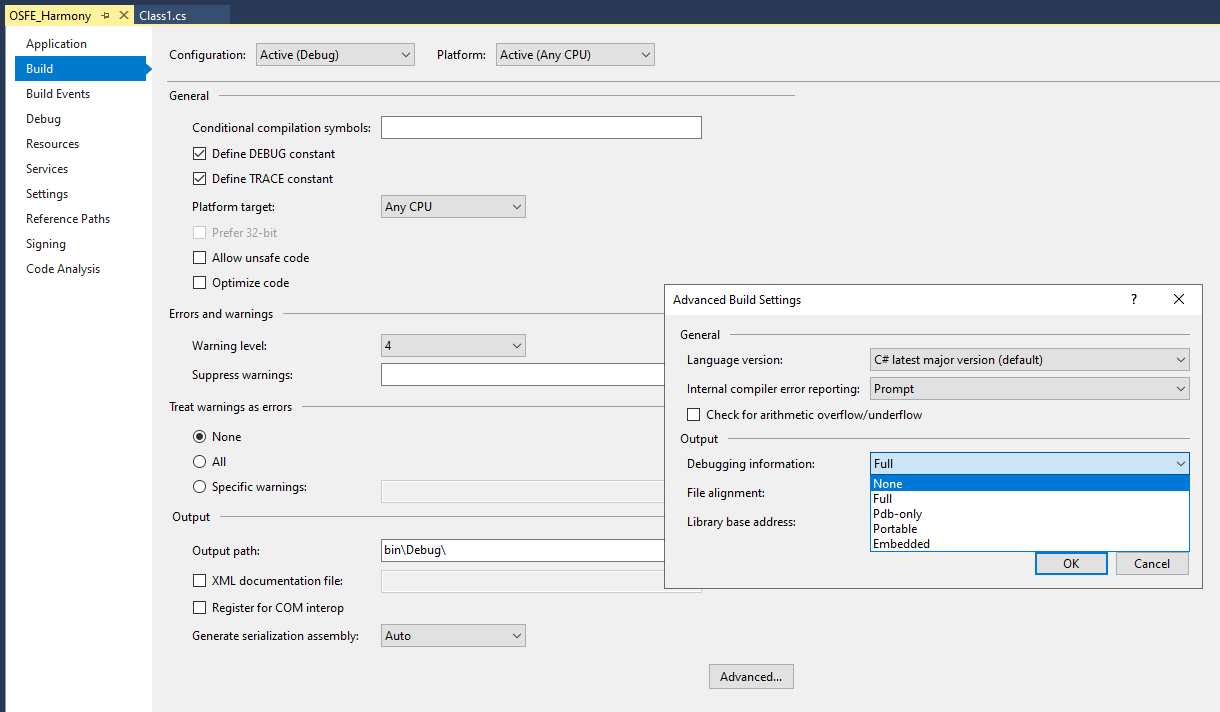 OSFE_Harmony
Class1.cs
Application
Build
Build Events
Debug
Resources
Services
Settings
Reference Paths
Signing
Code Analysis
Configuration: Active (Debug) Platform: Active (Any CPU)
General
Conditional compilation symbols:
Define DEBUG constant
Define TRACE constant
Platform target: Any CPU
Prefer 32-bit
Allow unsafe code
Optimize code
Errors and warnings
Warning level: 4
Suppress warnings:
Treat warnings as errors
None
All
Specific warnings:
Output
Output path: bin\Debug\
XML documentation file:
Register for COM interop
Generate serialization assembly: Auto
Advanced...
Advanced Build Settings ?
General
Language version: C# latest major version (default)
Internal compiler error reporting: Prompt
Check for arithmetic overflow/underflow
Output
Debugging information: Full
None
Full
Pdb-only
Portable
Embedded
File alignment:
Library base address:
OK Cancel